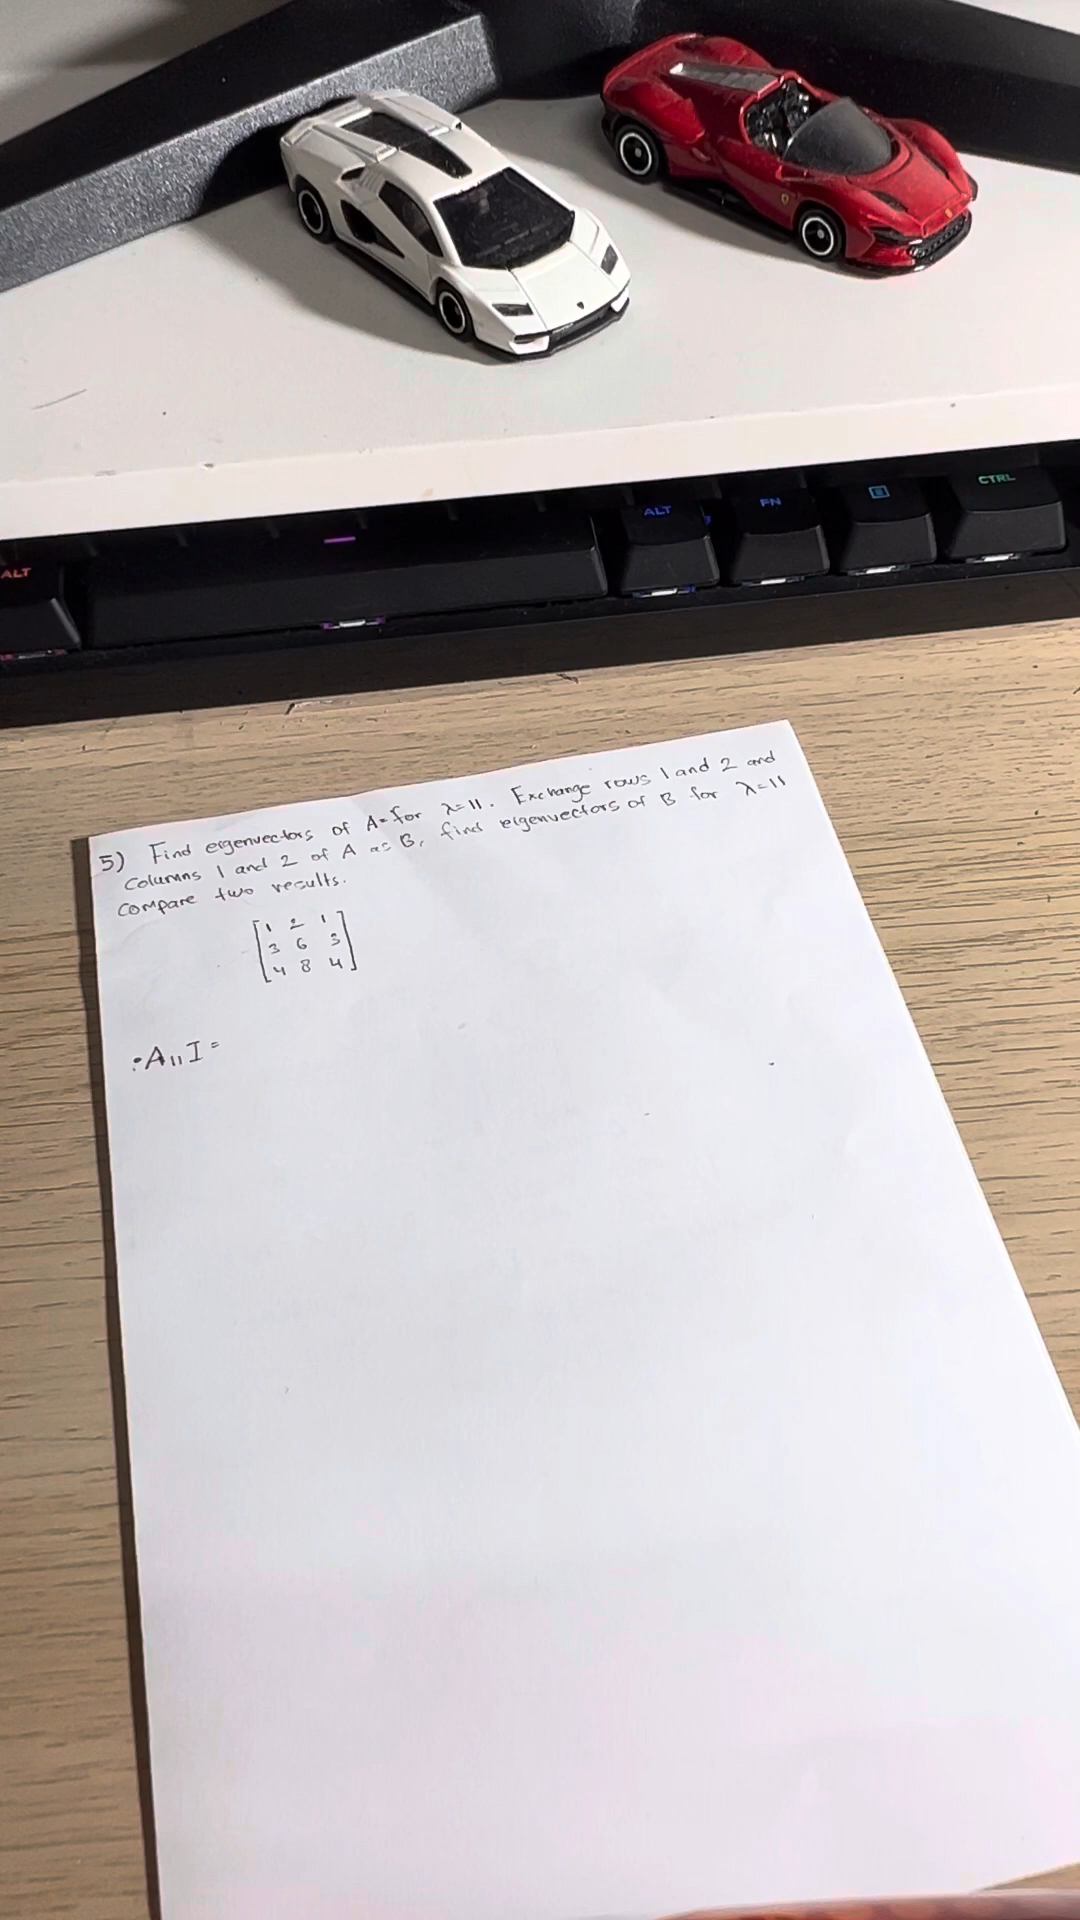 ALT
FN
CTRL
ALT
5) Find eigenvectors of A=for λ=11. Exchange rows 1 and 2 and
Columns 1 and 2 of A as B, find eigenvectors of B for λ=11
Compare two results.
1 2 1
3 6 3
4 8 4
:A₁₁I=